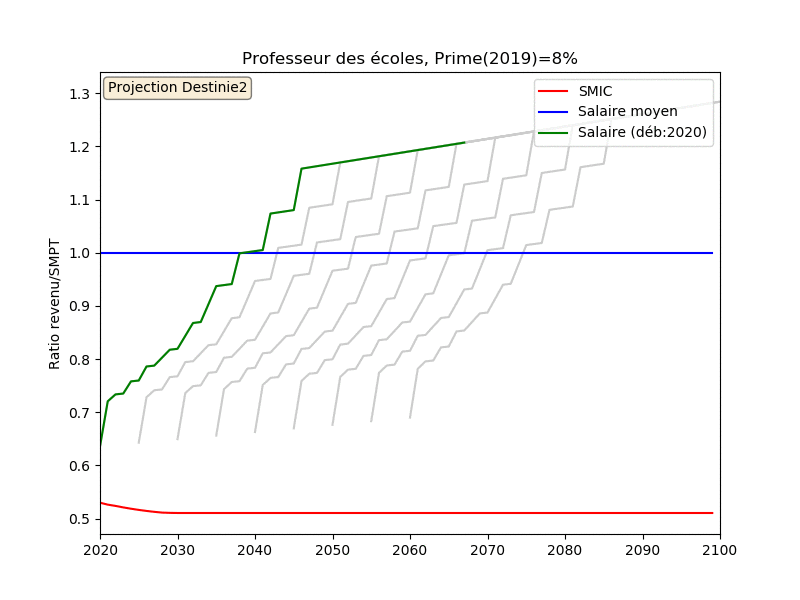 Professeur des écoles, Prime(2019)=8%
Projection Destinie2
SMIC
Salaire moyen
Salaire (déb:2020)
Ratio revenu/SMPT
1.3
1.2
1.1
1.0
0.9
0.8
0.7
0.6
0.5
2020 2030 2040 2050 2060 2070 2080 2090 2100